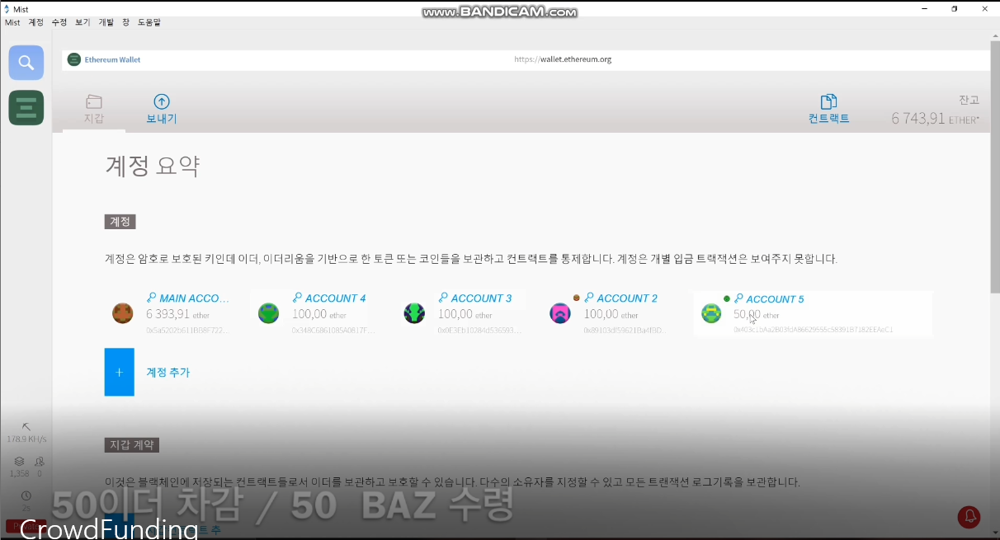 Mist
www.BANDICAM.com
Mist 계정 수정 보기 개발 창 도움말
Ethereum Wallet
https://wallet.ethereum.org
지갑
보내기
컨트랙트
잔고
6 743,91 ETHER*
계정 요약
계정
계정은 암호로 보호된 키인데 이더, 이더리움을 기반으로 한 토큰 또는 코인들을 보관하고 컨트랙트를 통제합니다. 계정은 개별 입금 트랙잭션은 보여주지 못합니다.
MAIN ACCO...
6 393,91 ether
ACCOUNT 4
100,00 ether
ACCOUNT 3
100,00 ether
ACCOUNT 2
100,00 ether
ACCOUNT 5
50,00 ether
계정 추가
지갑 계약
178.9 KH/s
1,358 0
이것은 블랙체인에 저장되는 컨트랙트들로서 이더를 보관하고 보호할 수 있습니다. 다수의 소유자를 지정할 수 있고 모든 트랜잭션 로그기록을 보관합니다.
50이더 차감 / 50 BAZ 수령
CrowdFunding